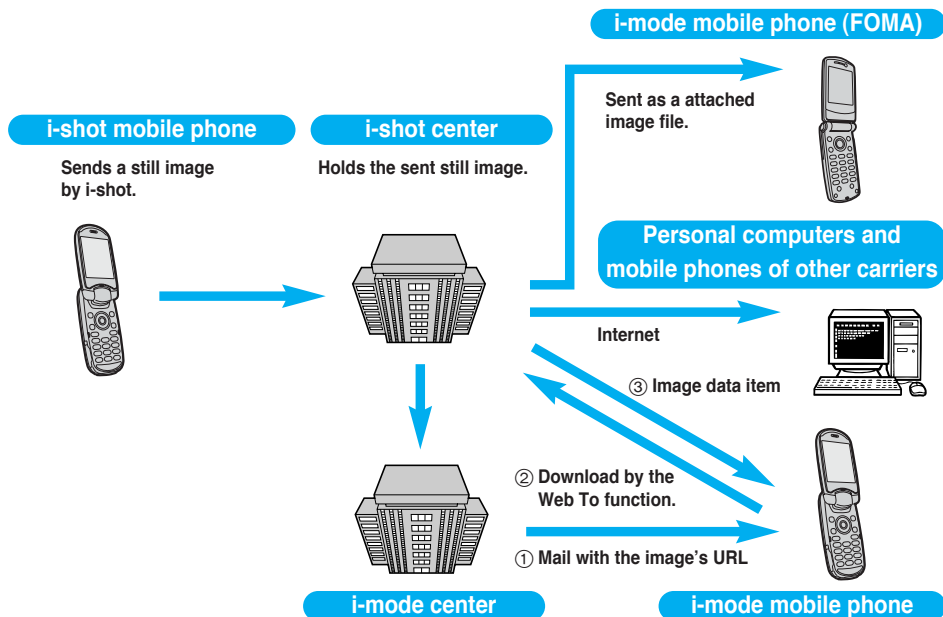 i-mode mobile phone (FOMA)
Sent as a attached
image file.
i-shot mobile phone
i-shot center
Sends a still image
by i-shot.
Holds the sent still image.
Personal computers and
mobile phones of other carriers
Internet
③ Image data item
② Download by the
Web To function.
① Mail with the image's URL
i-mode center
i-mode mobile phone